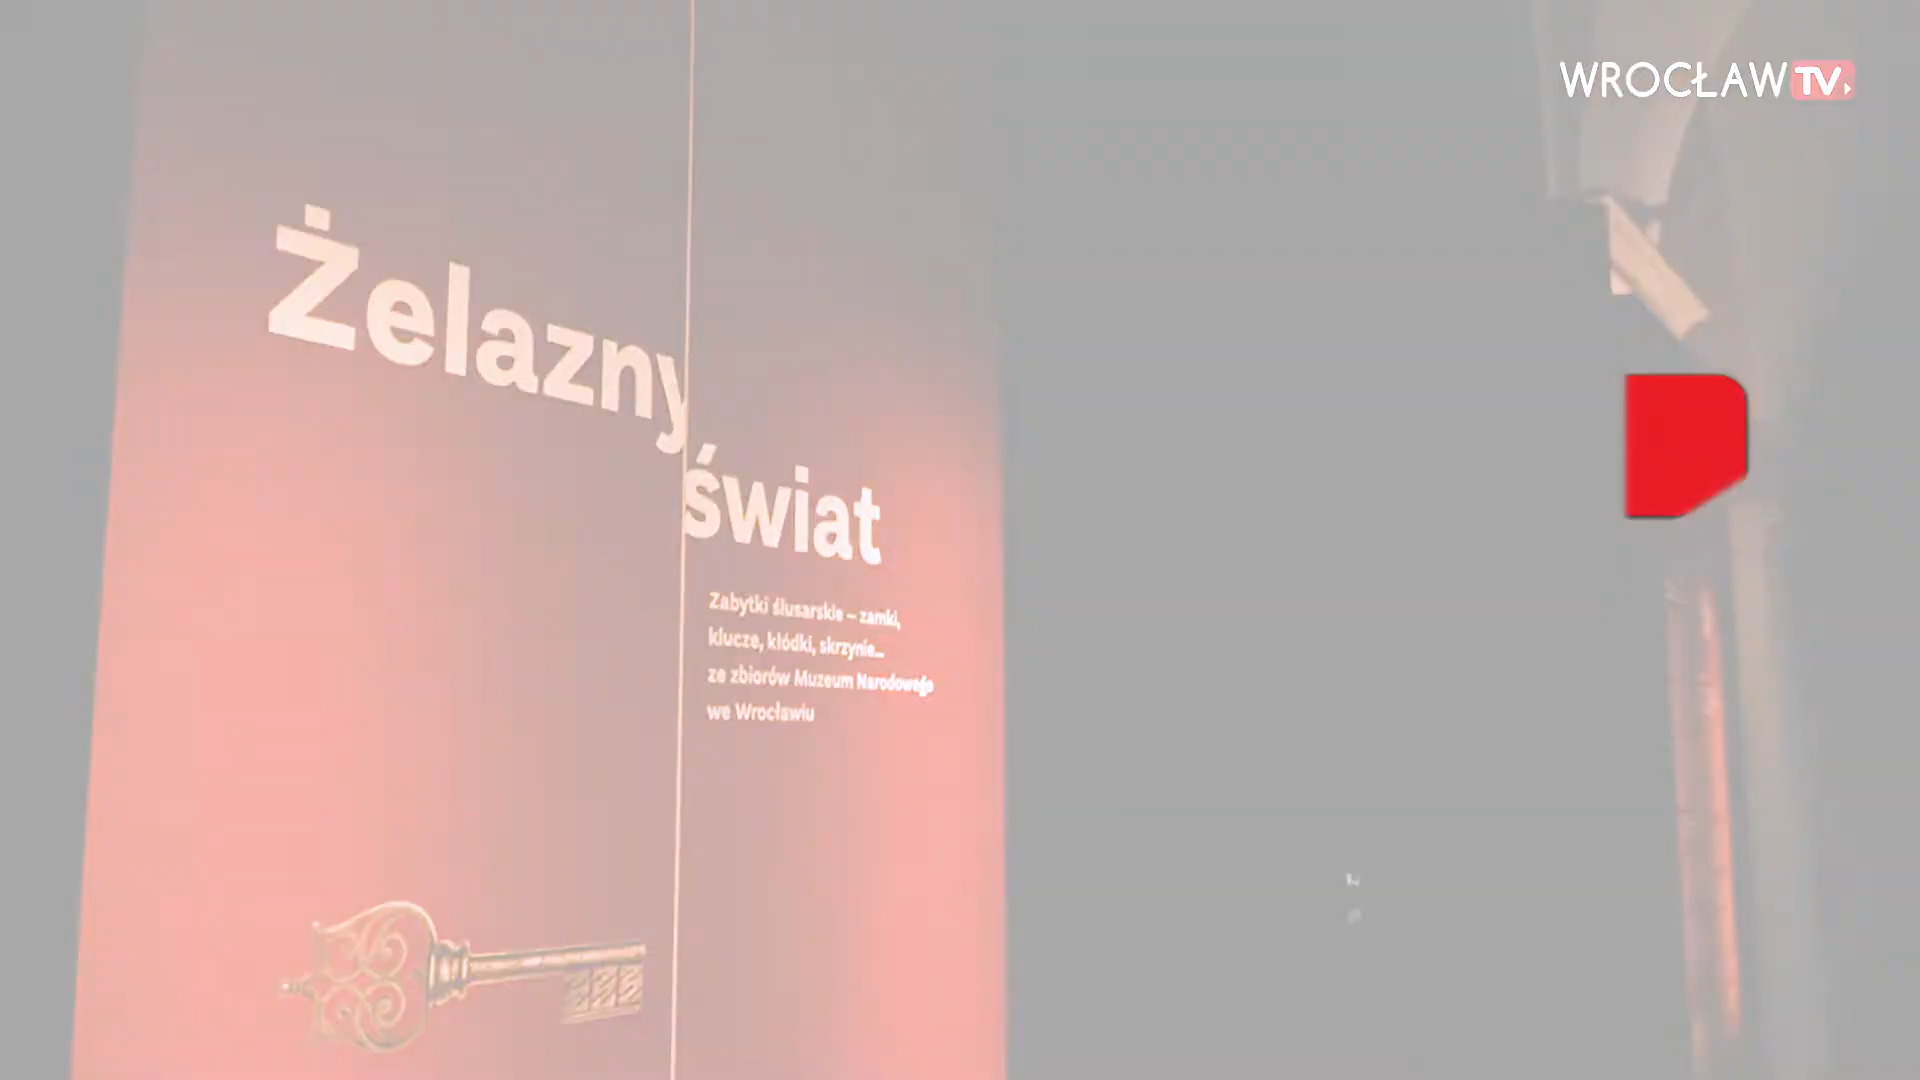 WROCŁAW TV
Żelazny
świat
Zabytki ślusarskie – zamki,
klucze, kłódki, skrzynie...
ze zbiorów Muzeum Narodowego
we Wrocławiu